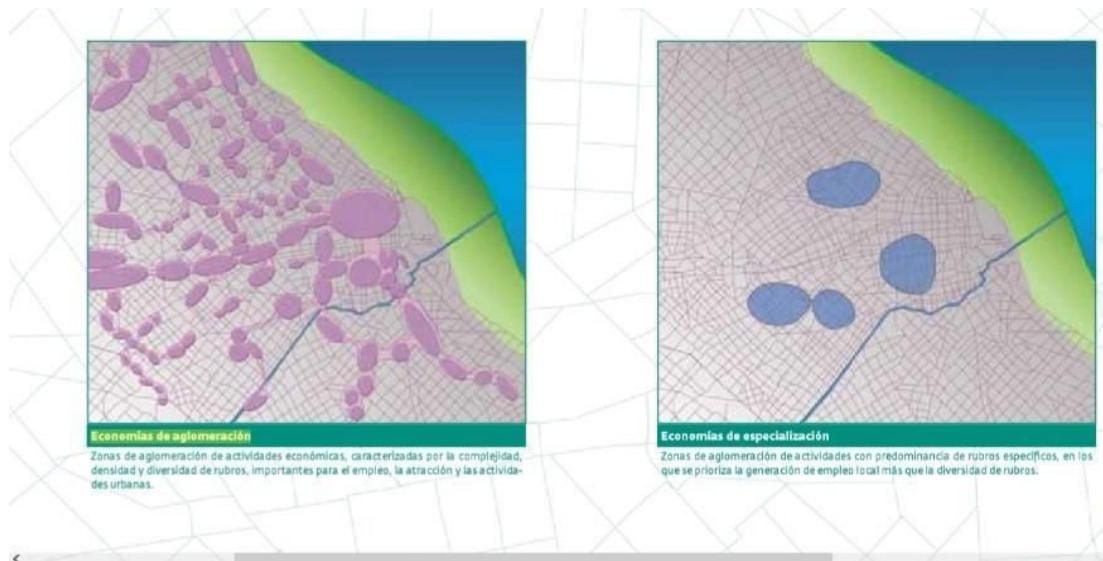 Economías de aglomeración
Zonas de aglomeración de actividades económicas, caracterizadas por la complejidad,
densidad y diversidad de rubros, importantes para el empleo, la atracción y las activida-
des urbanas.
Economías de especialización
Zonas de aglomeración de actividades con predominancia de rubros específicos, en los
que se prioriza la generación de empleo local más que la diversidad de rubros.